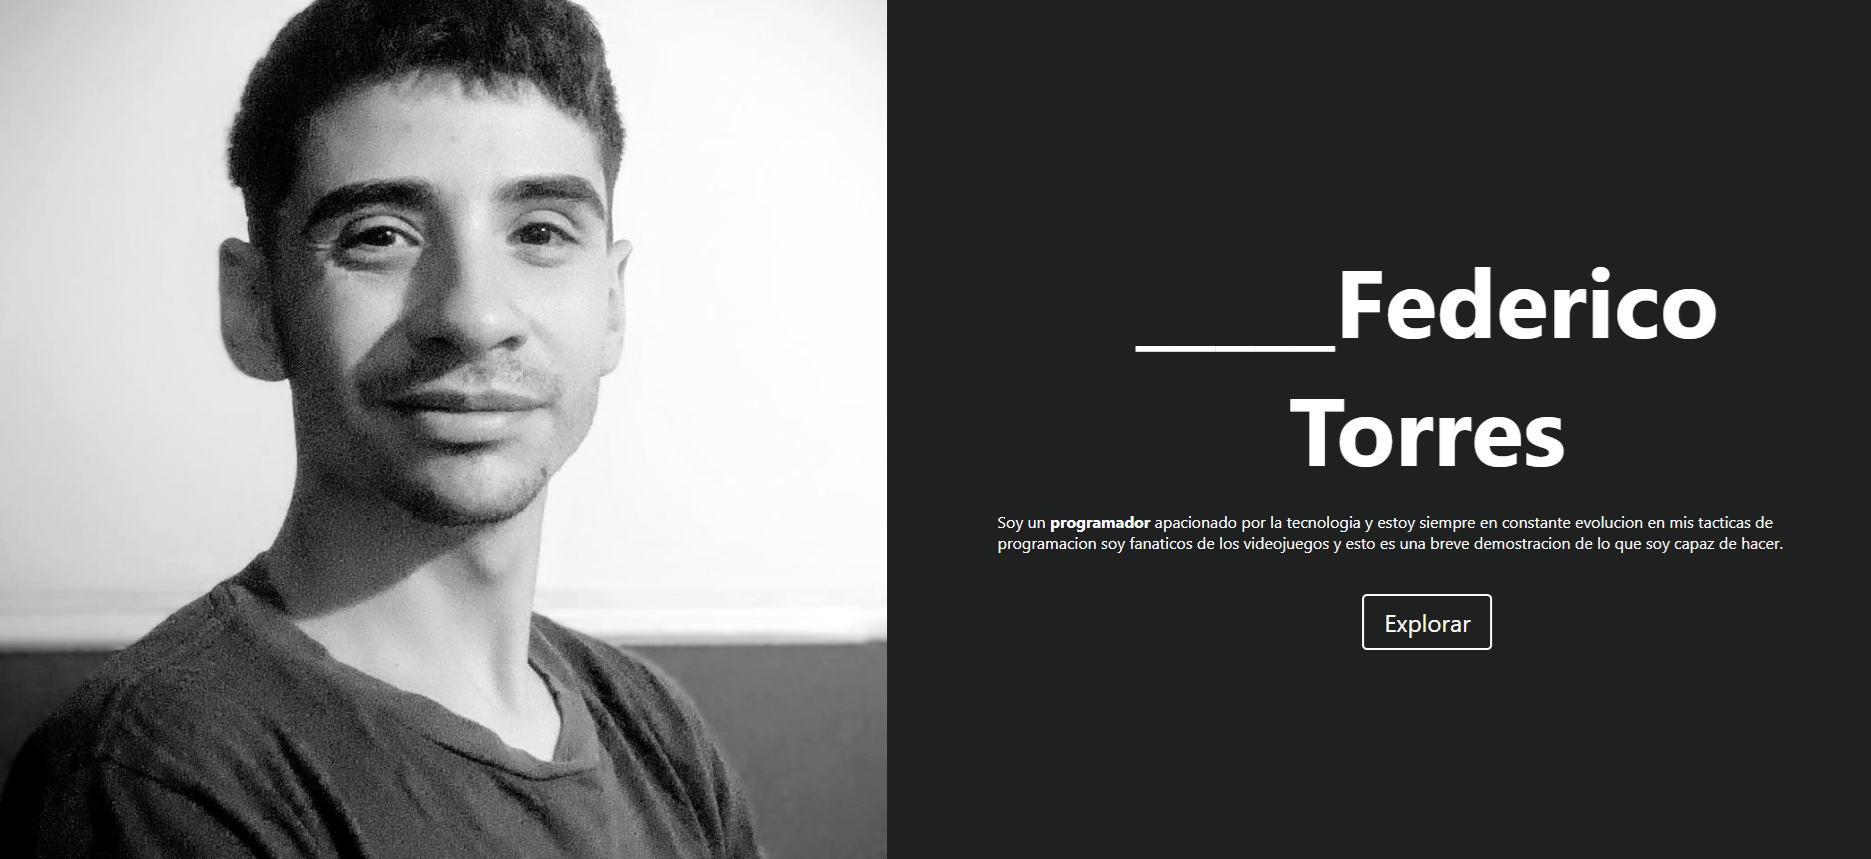 _____Federico
Torres
Soy un programador apacionado por la tecnologia y estoy siempre en constante evolucion en mis tacticas de
programacion soy fanaticos de los videojuegos y esto es una breve demostracion de lo que soy capaz de hacer.
Explorar